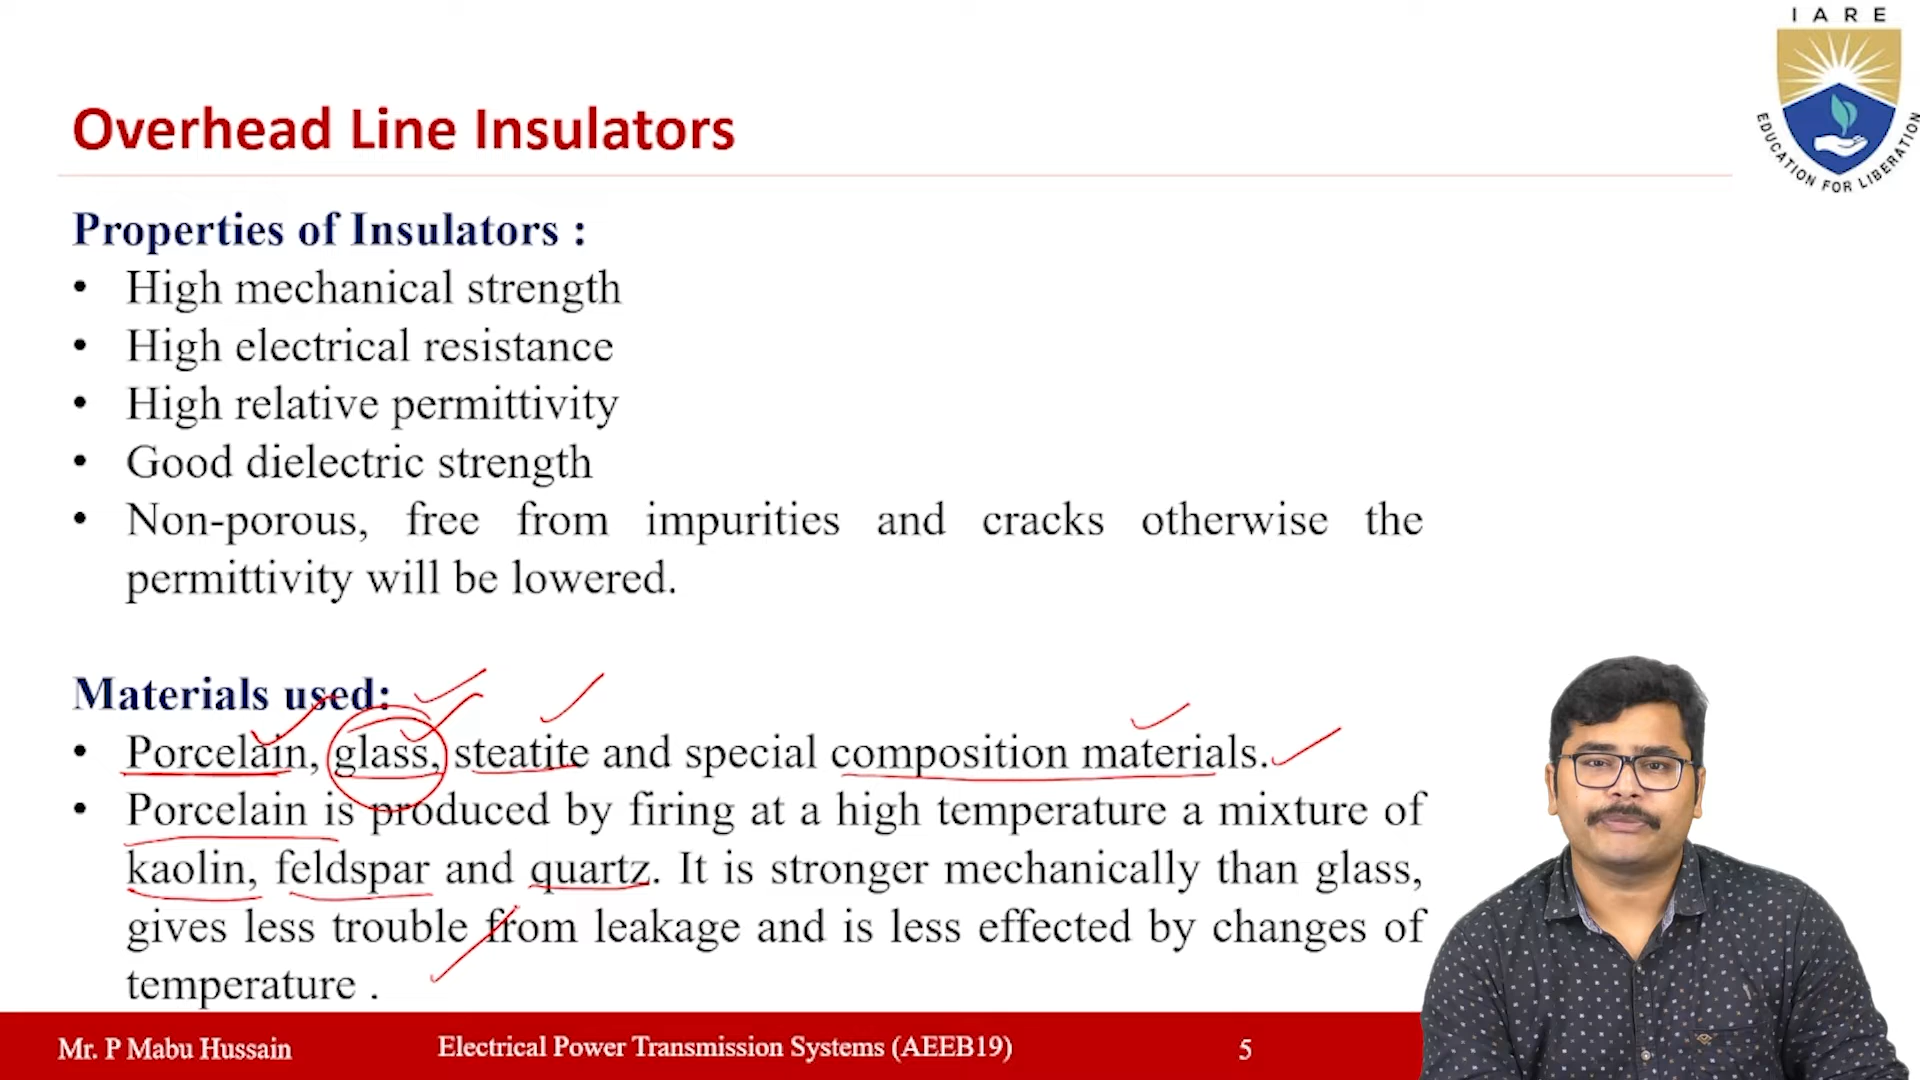 IARE
EDUCATION FOR LIBERATION
Overhead Line Insulators
Properties of Insulators :
• High mechanical strength
• High electrical resistance
• High relative permittivity
• Good dielectric strength
• Non-porous, free from impurities and cracks otherwise the
permittivity will be lowered.
Materials used:
• Porcelain, glass, steatite and special composition materials.
• Porcelain is produced by firing at a high temperature a mixture of
kaolin, feldspar and quartz. It is stronger mechanically than glass,
gives less trouble from leakage and is less effected by changes of
temperature .
Mr. P Mabu Hussain
Electrical Power Transmission Systems (AEEB19)
5